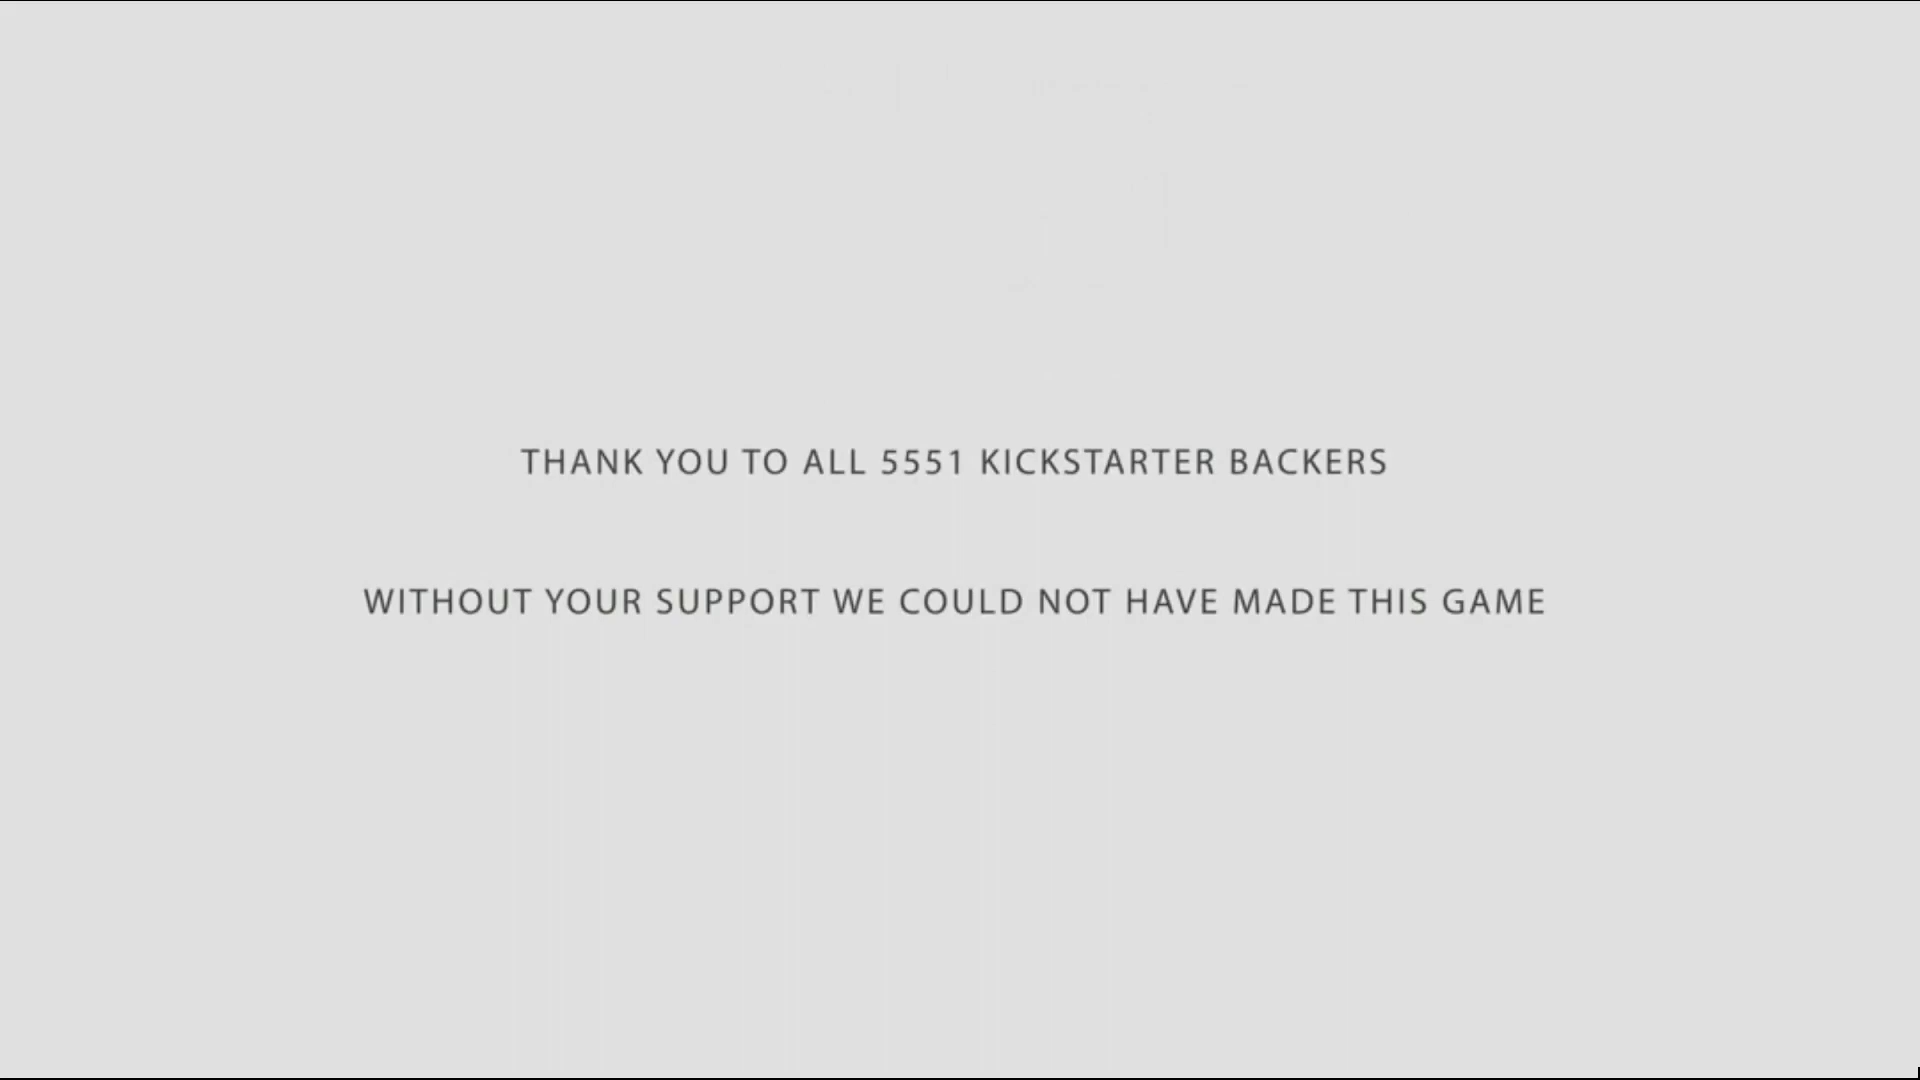 THANK YOU TO ALL 5551 KICKSTARTER BACKERS
WITHOUT YOUR SUPPORT WE COULD NOT HAVE MADE THIS GAME